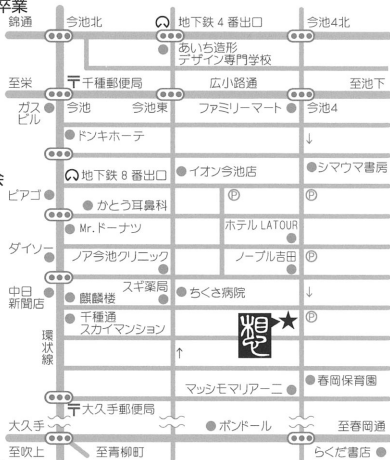 卒業
錦通
今池北
地下鉄4番出口
今池4北
あいち造形
デザイン専門学校
至栄
〒千種郵便局
広小路通
至池下
ガス
ビル
今池
今池東
ファミリーマート
今池4
ドンキホーテ
↓
会
地下鉄8番出口
イオン今池店
シマウマ書房
ピアゴ
Ⓟ
Ⓟ
かとう耳鼻科
Mr.ドーナツ
ホテル LATOUR
ダイソー
ノア今池クリニック
ノーブル吉田
Ⓟ
中日
新聞店
スギ薬局
麒麟楼
ちくさ病院
↓
千種通
スカイマンション
想
★
Ⓟ
環状線
↑
マッシモマリアーニ
春岡保育園
〒大久手郵便局
大久手
ボンドール
至春岡通
至吹上
至青柳町
らくだ書店